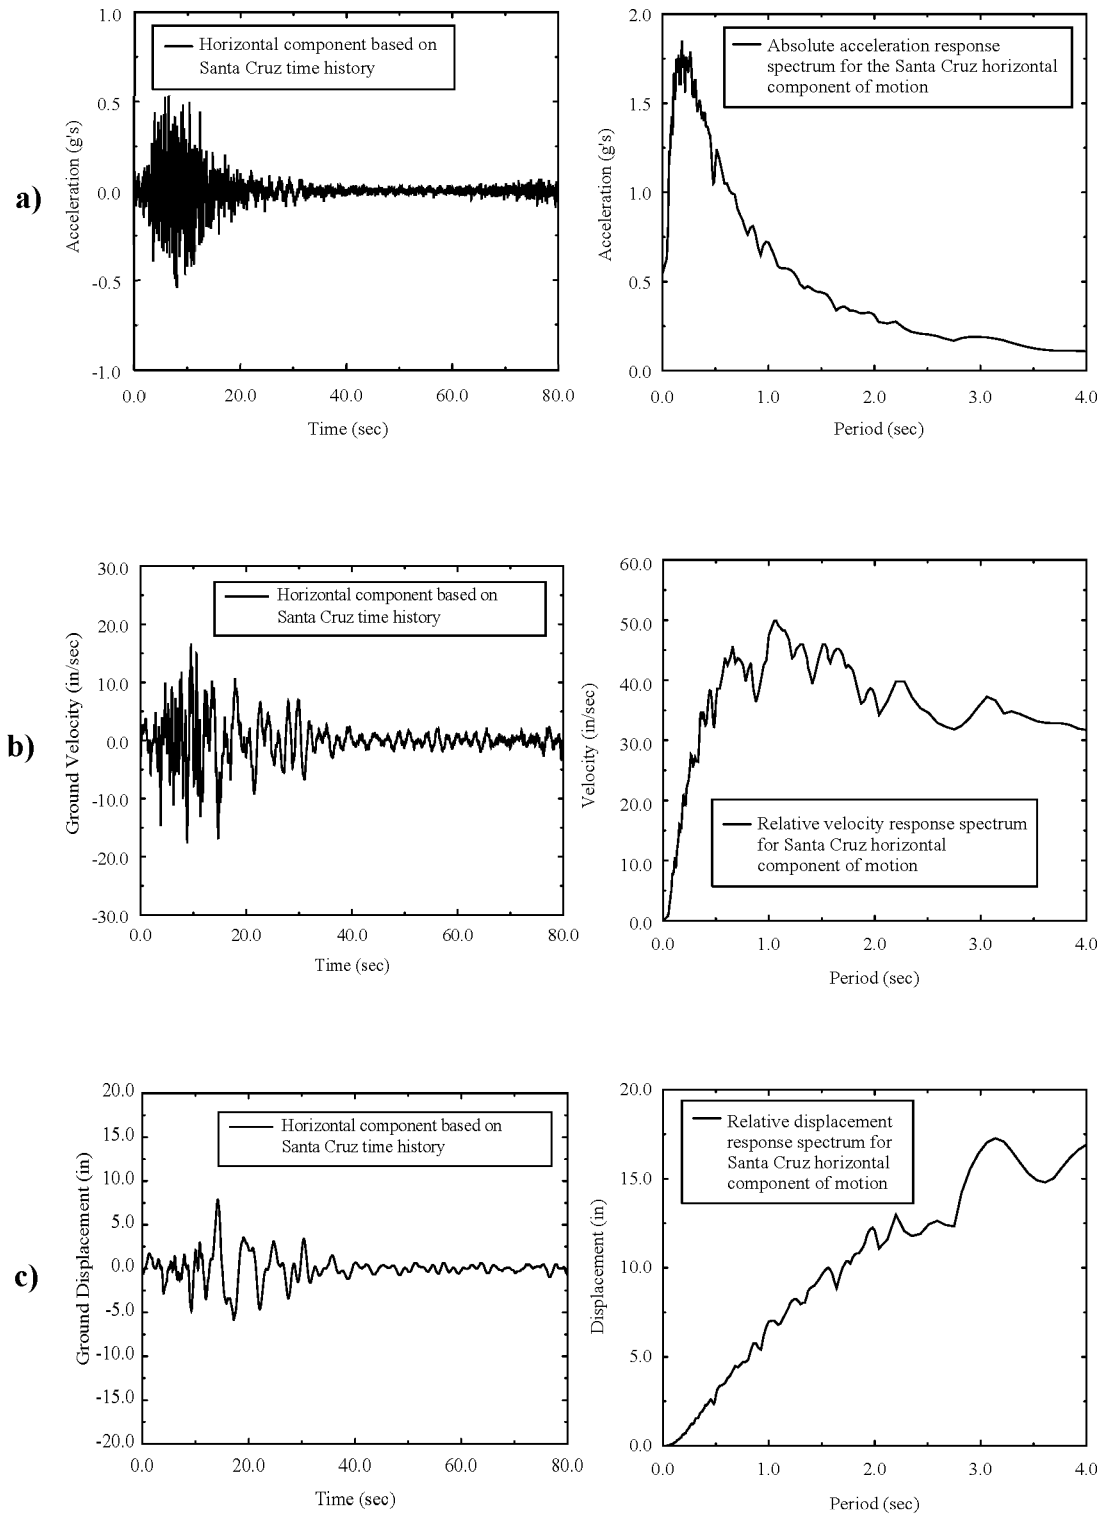 a)
1.0
0.5
0.0
-0.5
-1.0
Acceleration (g's)
Horizontal component based on
Santa Cruz time history
0.0 20.0 40.0 60.0 80.0
Time (sec)
2.0
1.5
1.0
0.5
0.0
Acceleration (g's)
Absolute acceleration response
spectrum for the Santa Cruz horizontal
component of motion
0.0 1.0 2.0 3.0 4.0
Period (sec)
b)
30.0
20.0
10.0
0.0
-10.0
-20.0
-30.0
Ground Velocity (in/sec)
Horizontal component based on
Santa Cruz time history
0.0 20.0 40.0 60.0 80.0
Time (sec)
60.0
50.0
40.0
30.0
20.0
10.0
0.0
Velocity (in/sec)
Relative velocity response spectrum
for Santa Cruz horizontal
component of motion
0.0 1.0 2.0 3.0 4.0
Period (sec)
c)
20.0
15.0
10.0
5.0
0.0
-5.0
-10.0
-15.0
-20.0
Ground Displacement (in)
Horizontal component based on
Santa Cruz time history
0.0 20.0 40.0 60.0 80.0
Time (sec)
20.0
15.0
10.0
5.0
0.0
Displacement (in)
Relative displacement
response spectrum for
Santa Cruz horizontal
component of motion
0.0 1.0 2.0 3.0 4.0
Period (sec)